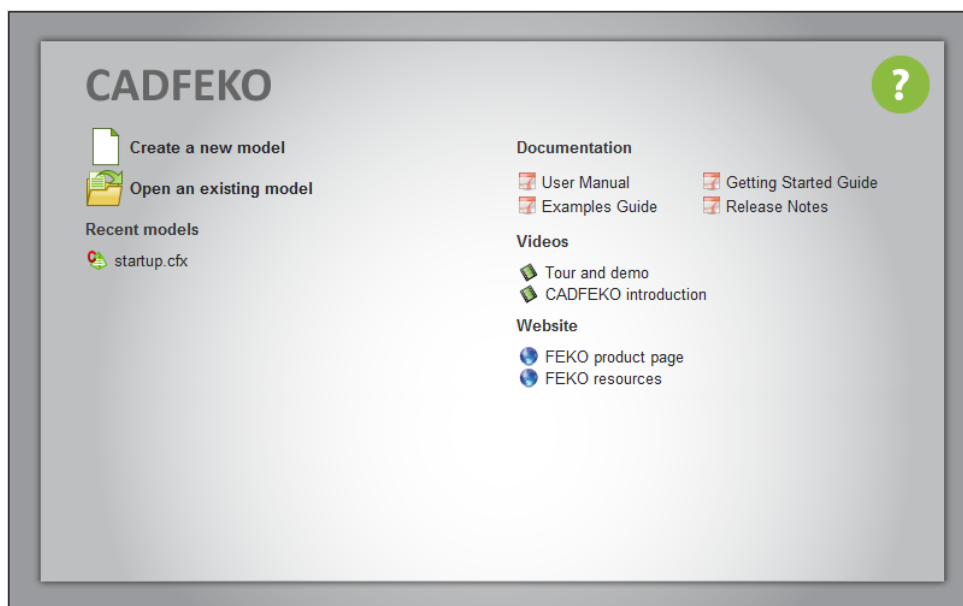 CADFEKO
?
Create a new model
Open an existing model
Recent models
startup.cfx
Documentation
User Manual
Getting Started Guide
Examples Guide
Release Notes
Videos
Tour and demo
CADFEKO introduction
Website
FEKO product page
FEKO resources